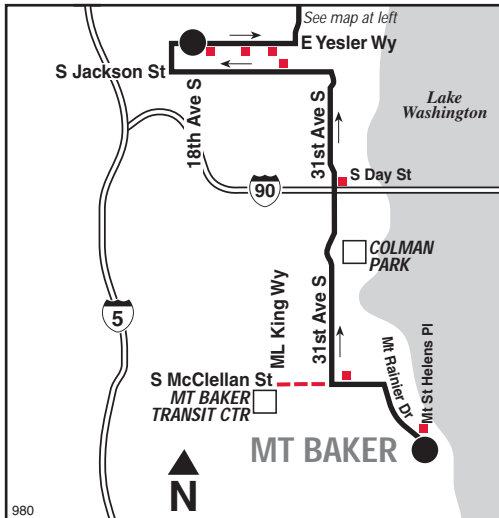 See map at left
E Yesler Wy
S Jackson St
18th Ave S
31st Ave S
Lake
Washington
S Day St
90
COLMAN
PARK
5
ML King Wy
31st Ave S
Mt Rainier Dr
Mt St Helens Pl
S McClellan St
MT BAKER
TRANSIT CTR
MT BAKER
N
980